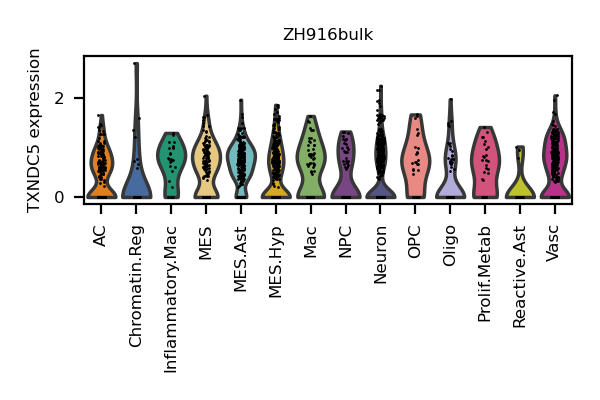 ZH916bulk
TXNDC5 expression
2
0
AC
Chromatin.Reg
Inflammatory.Mac
MES
MES.Ast
MES.Hyp
Mac
NPC
Neuron
OPC
Oligo
Prolif.Metab
Reactive.Ast
Vasc